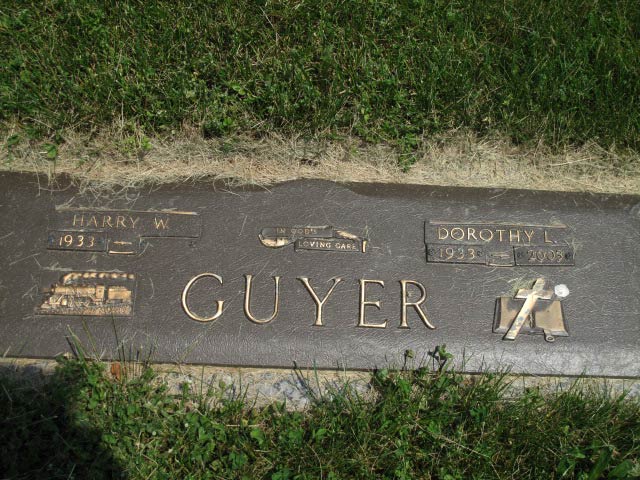 HARRY W.
1933
IN GOD'S
LOVING CARE
DOROTHY L.
1933 2005
GUYER